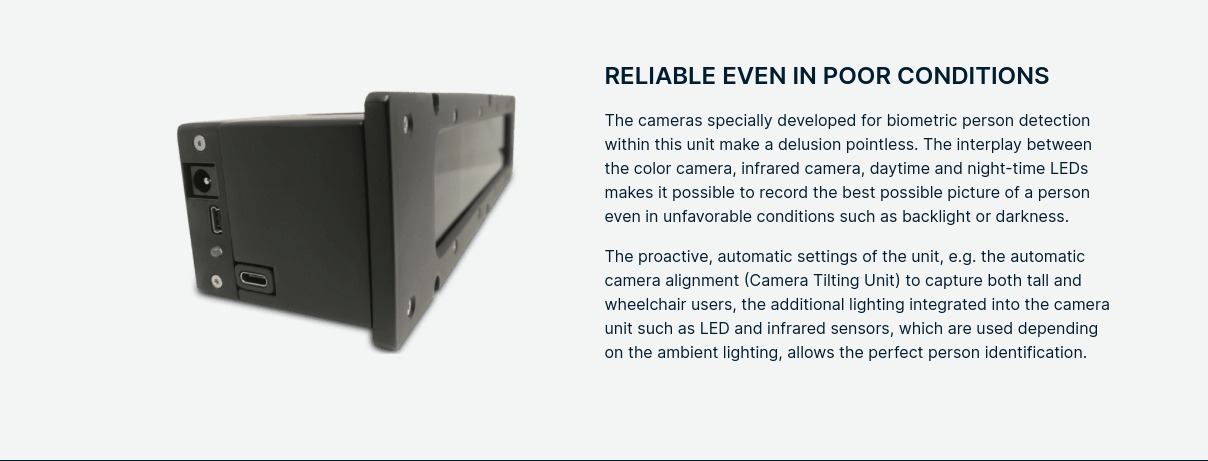 RELIABLE EVEN IN POOR CONDITIONS
The cameras specially developed for biometric person detection
within this unit make a delusion pointless. The interplay between
the color camera, infrared camera, daytime and night-time LEDs
makes it possible to record the best possible picture of a person
even in unfavorable conditions such as backlight or darkness.
The proactive, automatic settings of the unit, e.g. the automatic
camera alignment (Camera Tilting Unit) to capture both tall and
wheelchair users, the additional lighting integrated into the camera
unit such as LED and infrared sensors, which are used depending
on the ambient lighting, allows the perfect person identification.